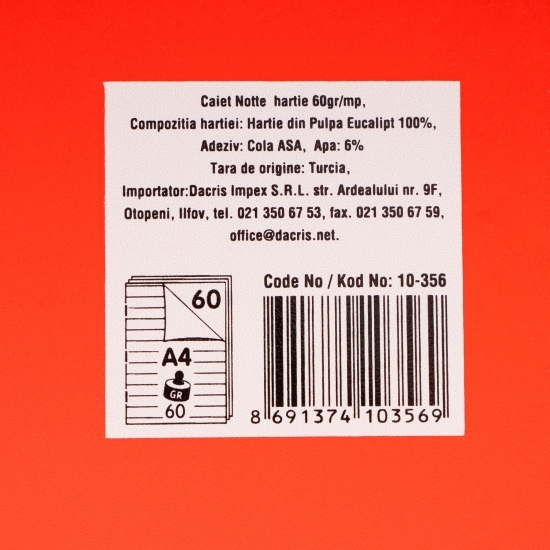 Caiet Notte hartie 60gr/mp,
Compozitia hartiei: Hartie din Pulpa Eucalipt 100%,
Adeziv: Cola ASA, Apa: 6%
Tara de origine: Turcia,
Importator:Dacris Impex S.R.L. str. Ardealului nr. 9F,
Otopeni, Ilfov, tel. 021 350 67 53, fax. 021 350 67 59,
office@dacris.net.
Code No / Kod No: 10-356
60
A4
GR
60
8 691374 103569